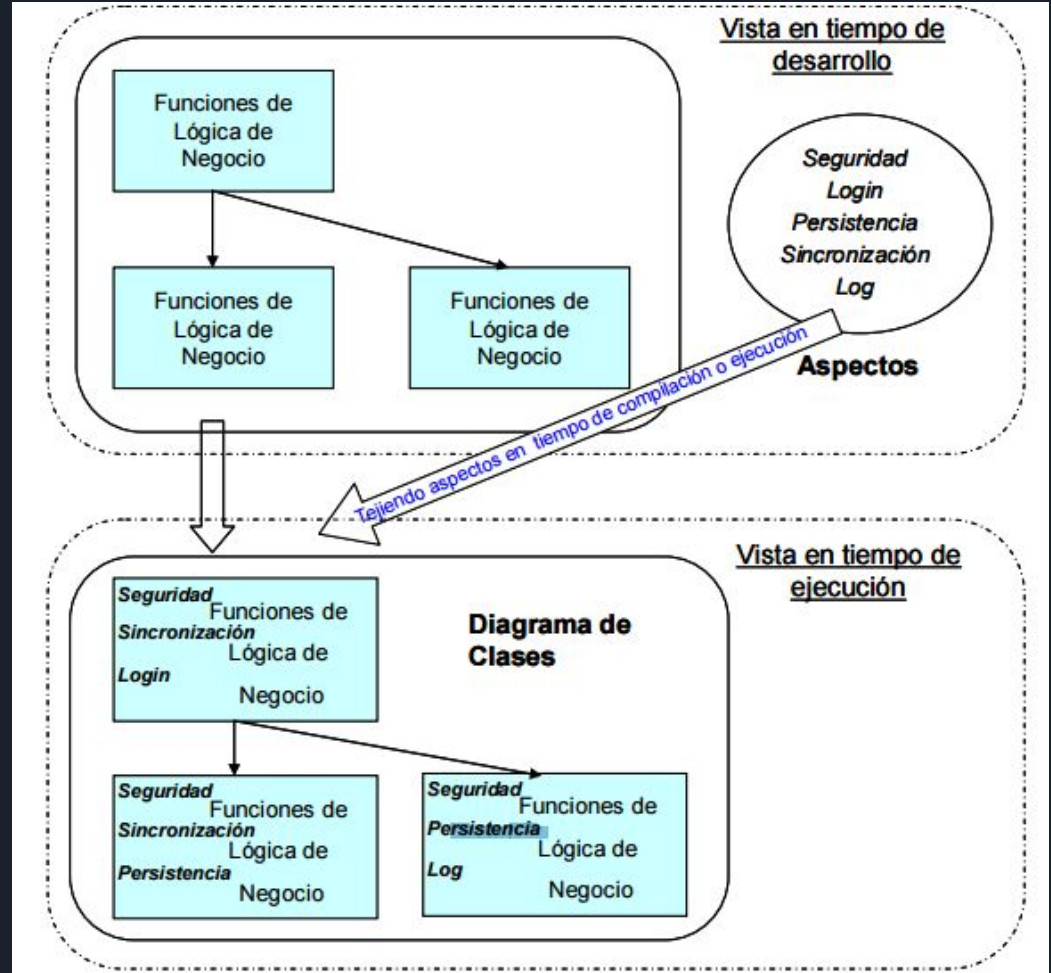 Vista en tiempo de
desarrollo
Funciones de
Lógica de
Negocio
Seguridad
Login
Persistencia
Sincronización
Log
Aspectos
Funciones de
Lógica de
Negocio
Funciones de
Lógica de
Negocio
Tejiendo aspectos en tiempo de compilación o ejecución
Vista en tiempo de
ejecución
Diagrama de
Clases
Seguridad
Funciones de
Sincronización
Lógica de
Login
Negocio
Seguridad
Funciones de
Sincronización
Lógica de
Persistencia
Negocio
Seguridad
Funciones de
Persistencia
Lógica de
Log
Negocio